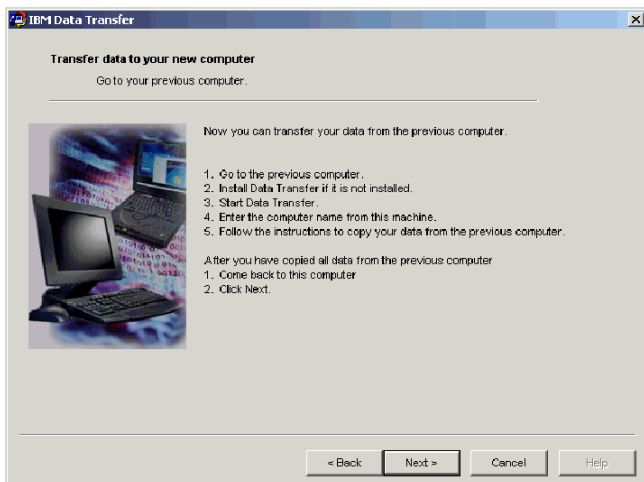 IBM Data Transfer
Transfer data to your new computer
Go to your previous computer.
Now you can transfer your data from the previous computer.
1. Go to the previous computer.
2. Install Data Transfer if it is not installed.
3. Start Data Transfer.
4. Enter the computer name from this machine.
5. Follow the instructions to copy your data from the previous computer.
After you have copied all data from the previous computer
1. Come back to this computer
2. Click Next.
< Back Next > Cancel Help